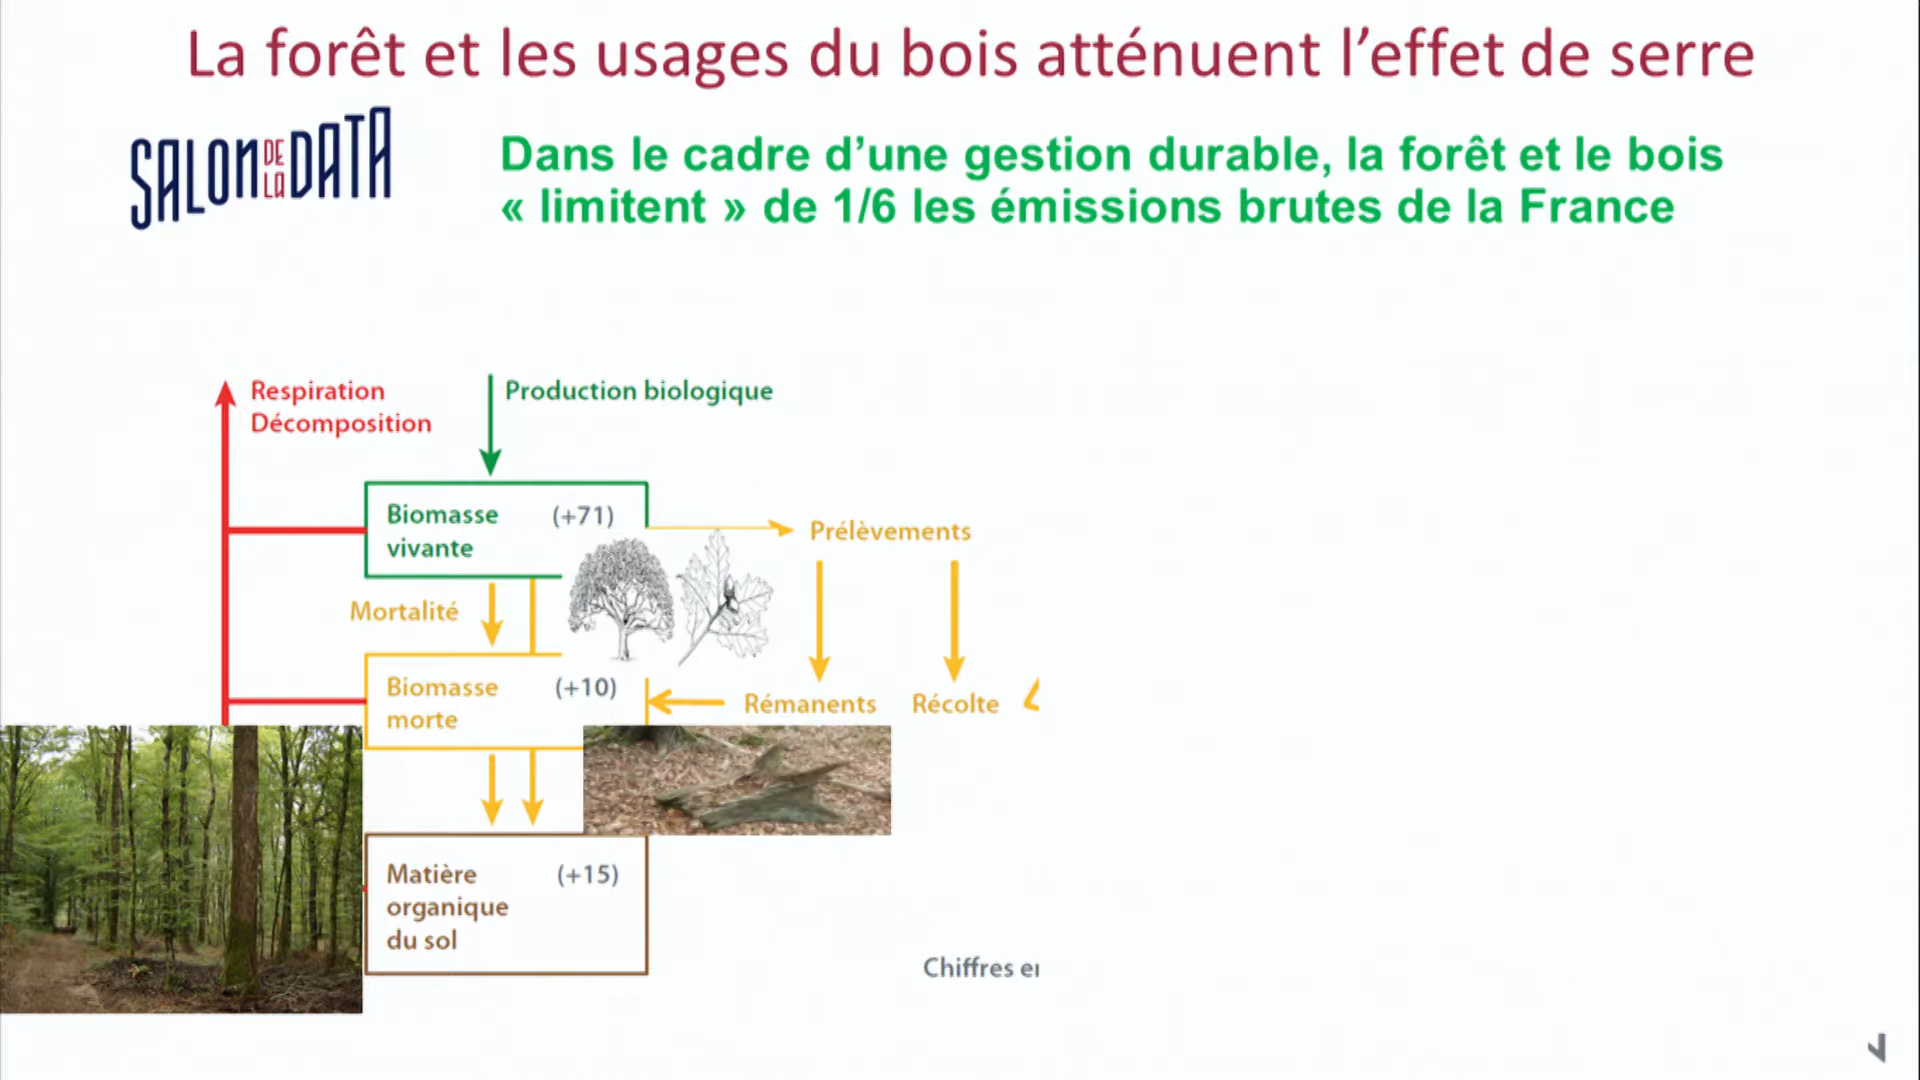 La forêt et les usages du bois atténuent l’effet de serre
SALON DE LA DATA
Dans le cadre d’une gestion durable, la forêt et le bois
« limitent » de 1/6 les émissions brutes de la France
Respiration
Décomposition
Production biologique
Biomasse
vivante
(+71)
Prélèvements
Mortalité
Biomasse
morte
(+10)
Rémanents
Récolte
Matière
organique
du sol
(+15)
Chiffres